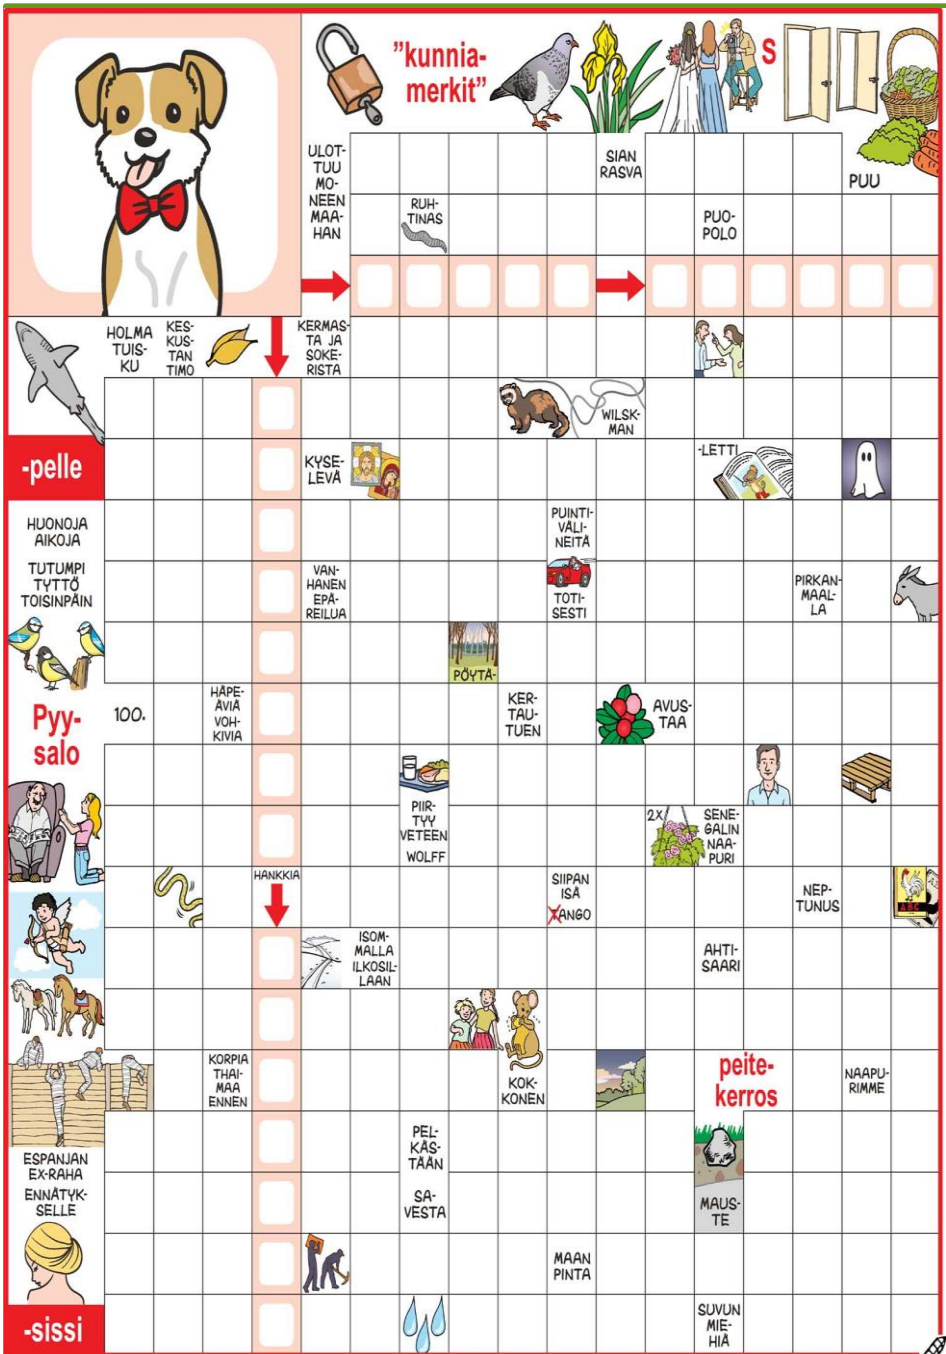 "kunnia-
merkit"
S
ULOT-
TUU
MO-
NEEN
MAA-
HAN
SIAN
RASVA
PUU
RUH-
TINAS
PUO-
POLO
HOLMA
TUIS-
KU
KES-
KUS-
TAN
TIMO
KERMAS-
TA JA
SOKE-
RISTA
WILSK-
MAN
-pelle
KYSE-
LEVÄ
-LETTI
HUONOJA
AIKOJA
PUINTI-
VÄLI-
NEITÄ
TUTUMPI
TYTTÖ
TOISINPÄIN
VAN-
HANEN
EPÄ-
REILUA
TOTI-
SESTI
PIRKAN-
MAAL-
LA
PÖYTÄ-
Pyy-
salo
100.
HÄPE-
ÄVIÄ
VOH-
KIVIA
KER-
TAU-
TUEN
AVUS-
TAA
PIIR-
TYY
VETEEN
WOLFF
2X
SENE-
GALIN
NAA-
PURI
HANKKIA
SIIPAN
ISÄ
TANGO
NEP-
TUNUS
ABC
ISOM-
MALLA
ILKOSIL-
LAAN
AHTI-
SAARI
KORPIA
THAI-
MAA
ENNEN
KOK-
KONEN
peite-
kerros
NAAPU-
RIMME
ESPANJAN
EX-RAHA
ENNÄTYK-
SELLE
PEL-
KÄS-
TÄÄN
SA-
VESTA
MAUS-
TE
MAAN
PINTA
-sissi
SUVUN
MIE-
HIÄ